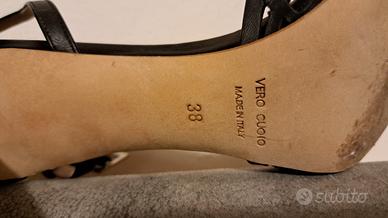 VERO CUOIO
MADE IN ITALY
38
subito